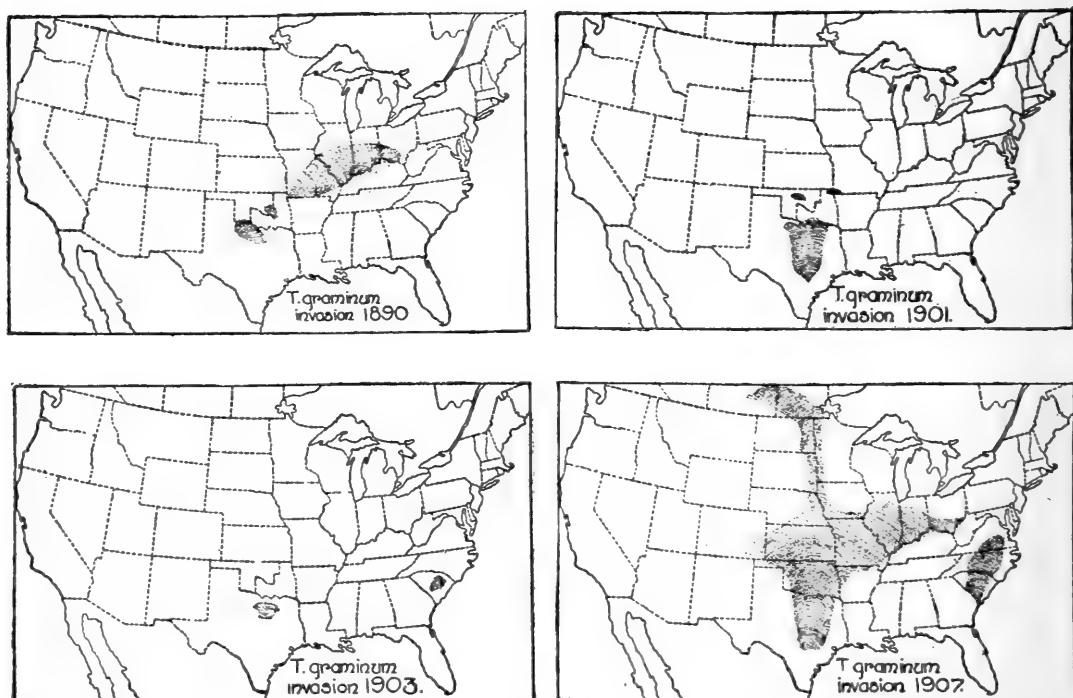 T. graminum
invasion 1890
T. graminum
invasion 1901.
T. graminum
invasion 1903.
T graminum
invasion 1907.